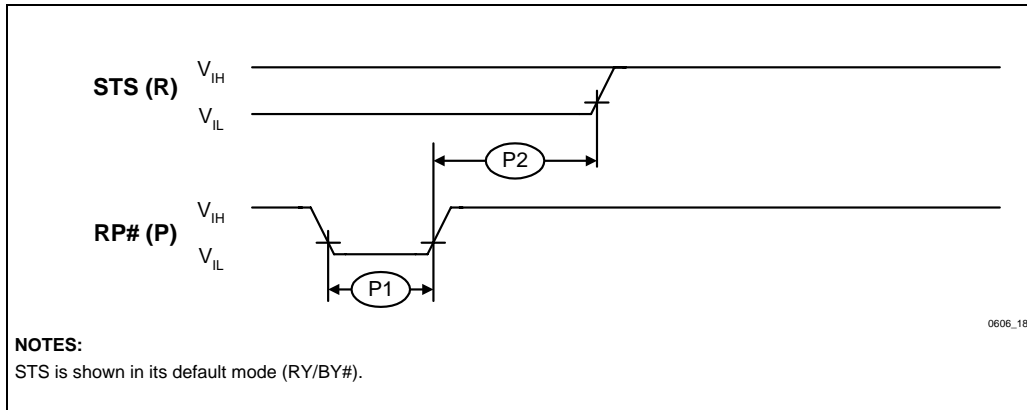 STS (R)
V_IH
V_IL
P2
RP# (P)
V_IH
V_IL
P1
0606_18
NOTES:
STS is shown in its default mode (RY/BY#).